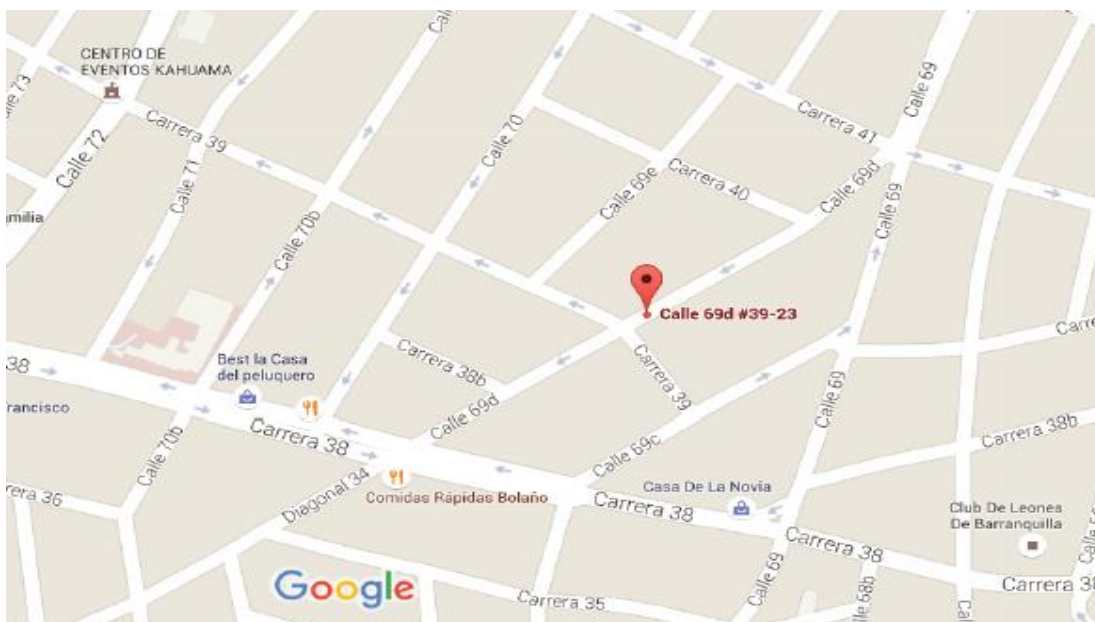 CENTRO DE
EVENTOS KAHUAMA
Calle 73
Calle 72
Carrera 39
Calle 71
Calle 70
Carrera 41
Calle 69
Carrera 40
Calle 69e
Calle 69d
Calle 69
Calle 70b
amilia
Calle 69d #39-23
Best la Casa
del peluquero
Carrera 38b
Carrera 39
38
rancisco
Calle 69d
Calle 69
Carrera 38
Calle 69c
Carrera 38b
Calle 70b
Diagonal 34
Comidas Rápidas Bolaño
Casa De La Novia
Carrera 38
Club De Leones
De Barranquilla
Carrera 38
rera 36
Google
Carrera 35
Calle 69
lle 68b
Carrera 38